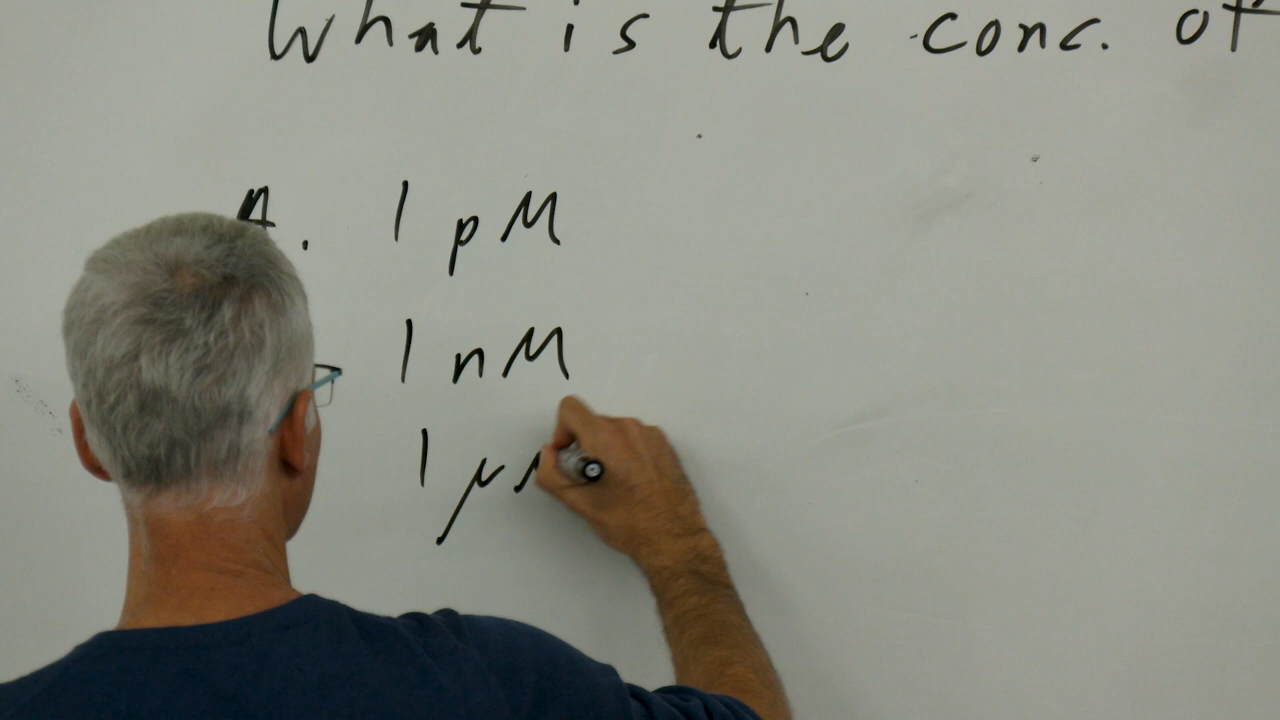 What is the conc. of
A. 1 pM
1 nM
1 μ